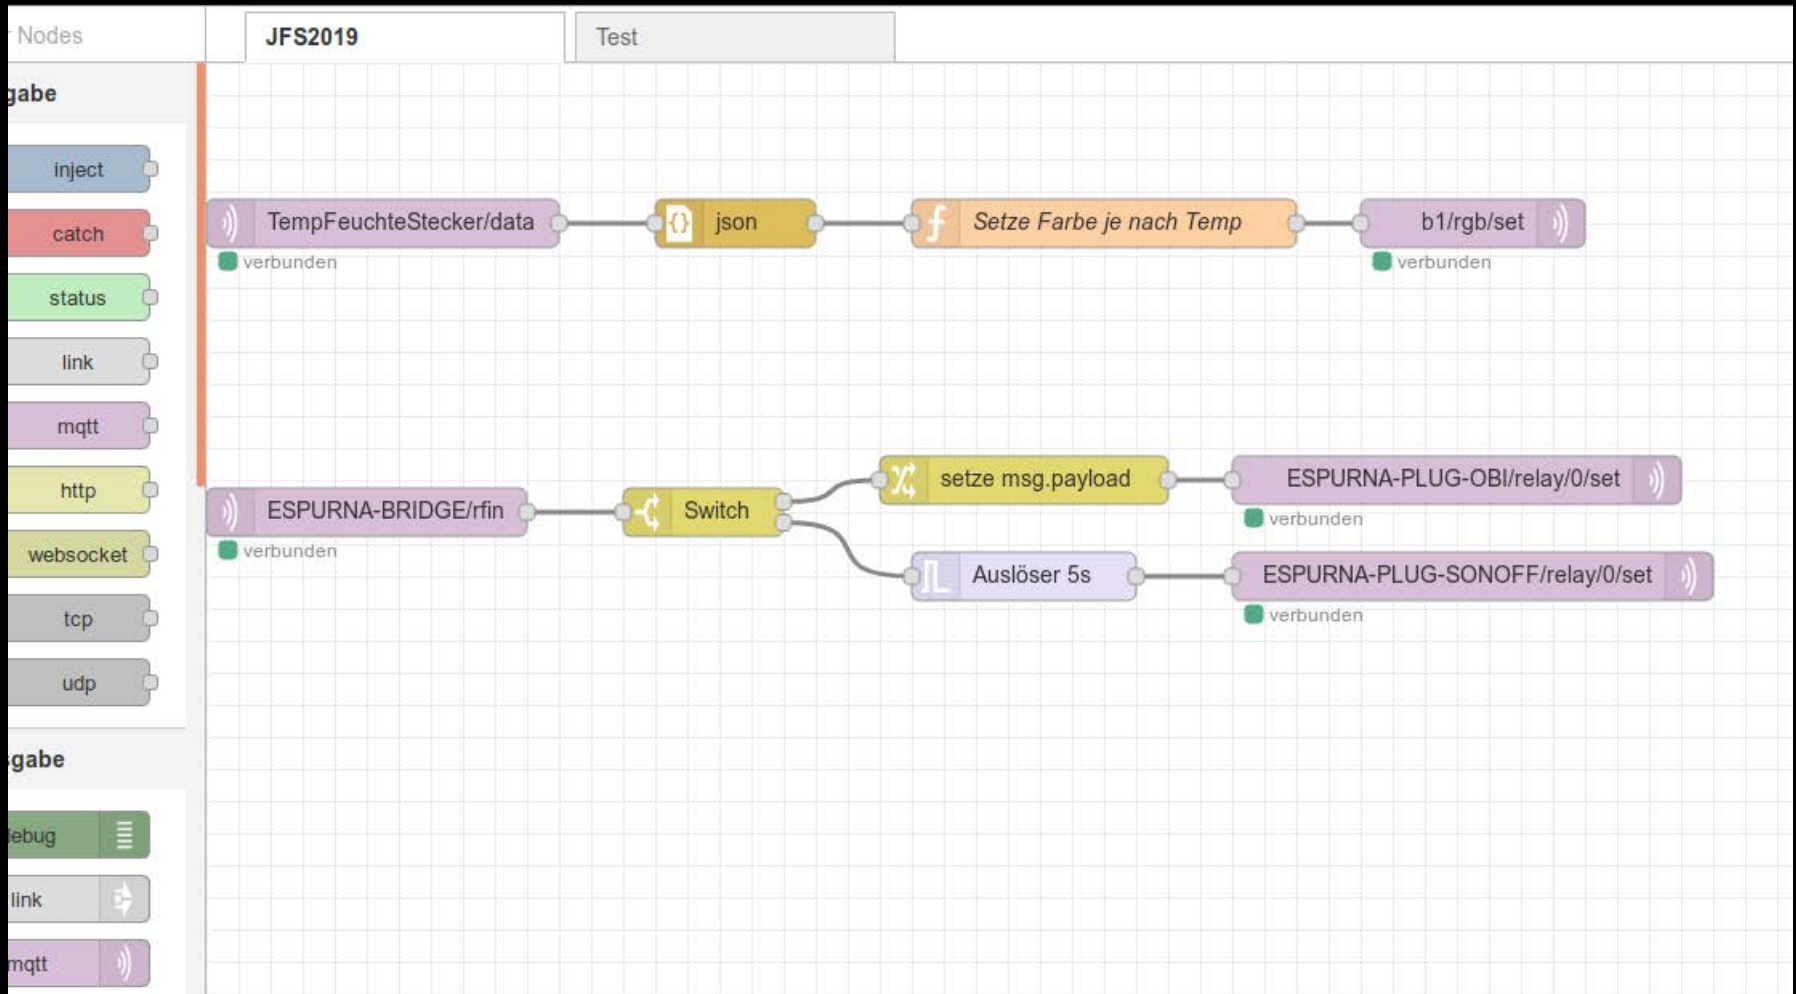 Nodes
JFS2019
Test
gabe
inject
catch
status
link
mqtt
http
websocket
tcp
udp
sgabe
debug
link
mqtt
TempFeuchteStecker/data
json
Setze Farbe je nach Temp
b1/rgb/set
verbunden
verbunden
ESPURNA-BRIDGE/rfin
verbunden
Switch
setze msg.payload
ESPURNA-PLUG-OBI/relay/0/set
verbunden
Auslöser 5s
ESPURNA-PLUG-SONOFF/relay/0/set
verbunden